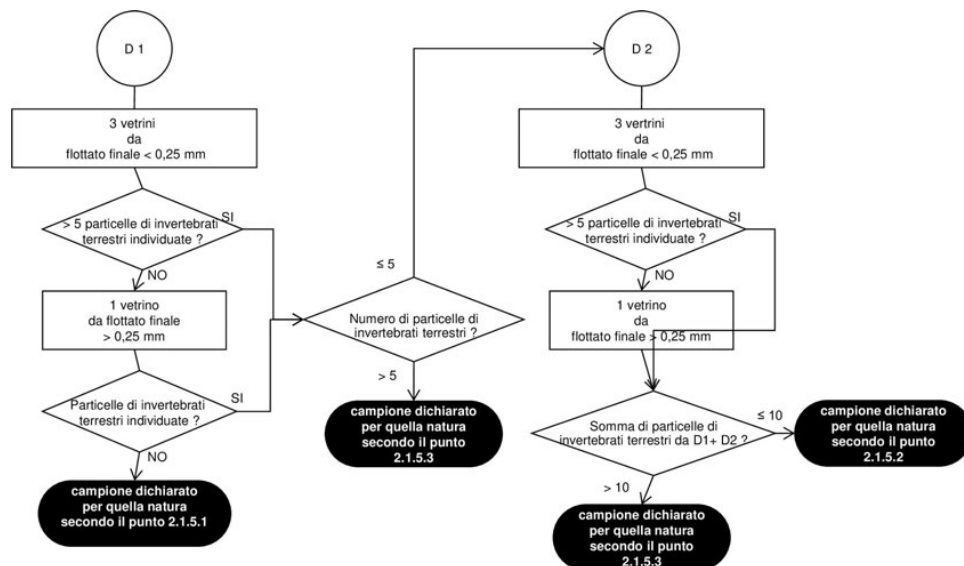 D 1
3 vetrini
da
flottato finale < 0,25 mm
> 5 particelle di invertebrati
terrestri individuate ?
SI
NO
1 vetrino
da flottato finale
> 0,25 mm
Particelle di invertebrati
terrestri individuate ?
SI
NO
campione dichiarato
per quella natura
secondo il punto 2.1.5.1
≤ 5
Numero di particelle di
invertebrati terrestri ?
> 5
campione dichiarato
per quella natura
secondo il punto
2.1.5.3
D 2
3 vertrini
da
flottato finale < 0,25 mm
> 5 particelle di invertebrati
terrestri individuate ?
SI
NO
1 vetrino
da
flottato finale > 0,25 mm
Somma di particelle di
invertebrati terrestri da D1+ D2 ?
≤ 10
campione dichiarato
per quella natura
secondo il punto
2.1.5.2
> 10
campione dichiarato
per quella natura
secondo il punto
2.1.5.3